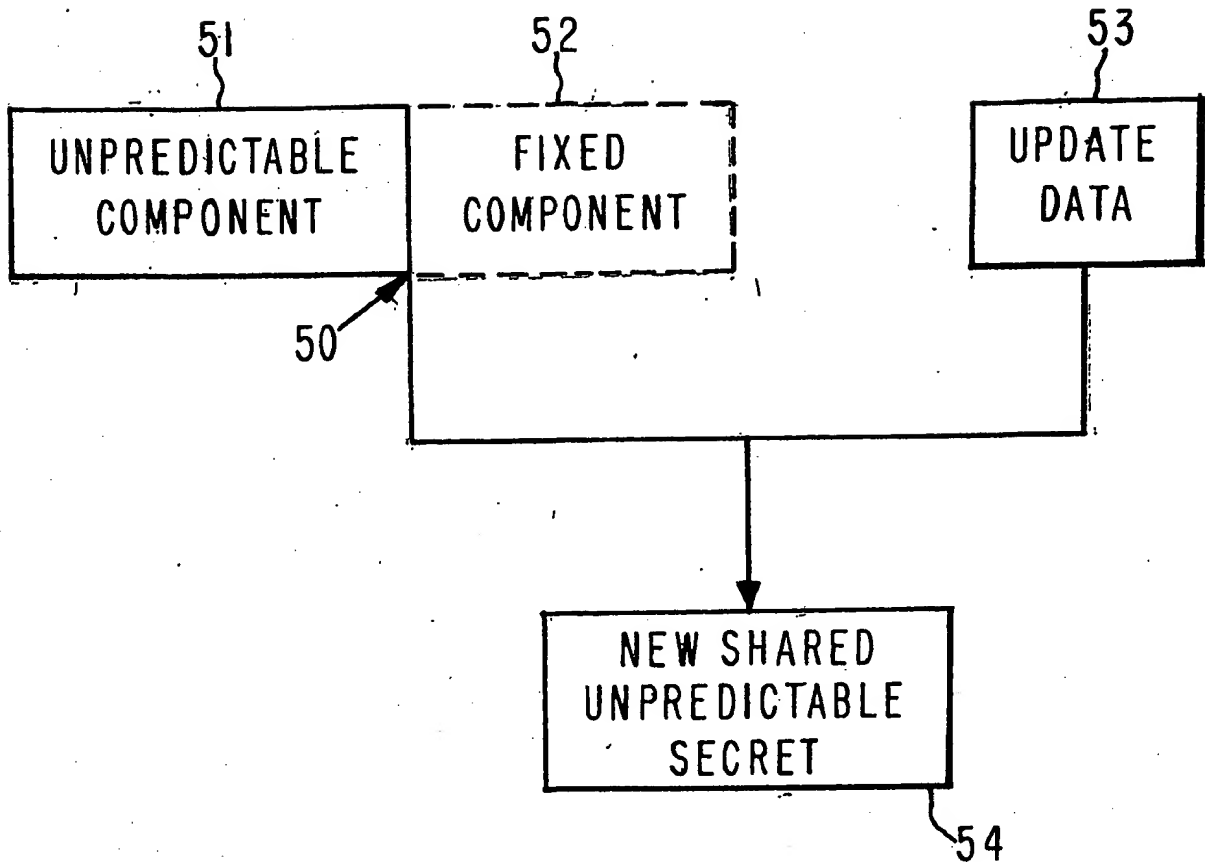 51
52
53
UNPREDICTABLE
COMPONENT
FIXED
COMPONENT
UPDATE
DATA
50
NEW SHARED
UNPREDICTABLE
SECRET
54